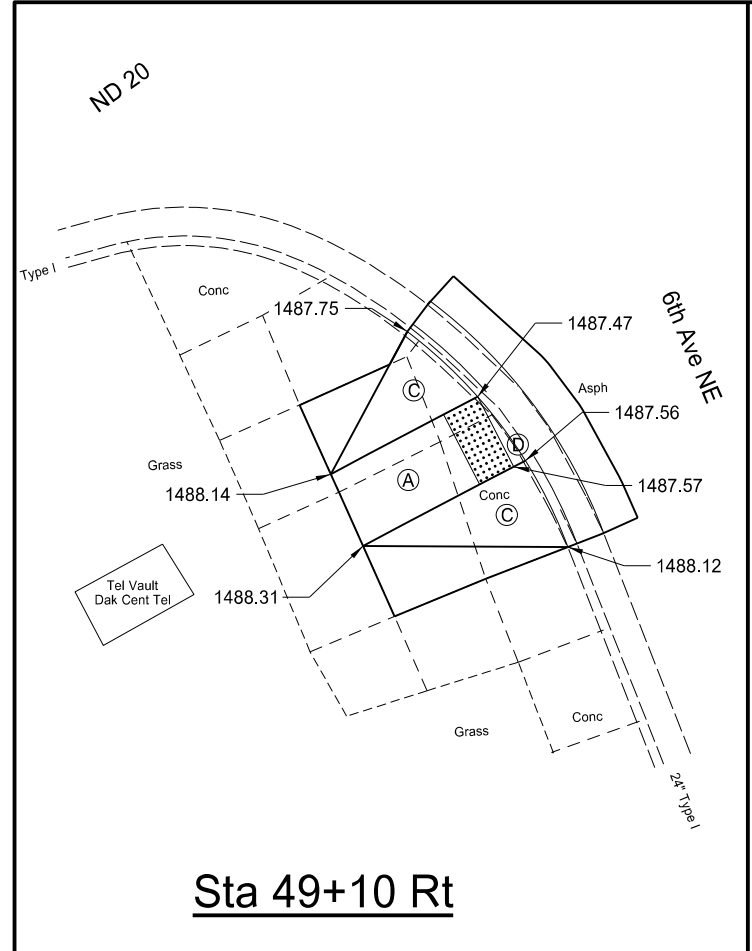 ND 20
Type I
Conc
1487.75
1487.47
6th Ave NE
Asph
C
1487.56
D
Grass
A
1488.14
Conc
1487.57
C
Tel Vault
Dak Cent Tel
1488.31
1488.12
Grass
Conc
24" Type I
Sta 49+10 Rt